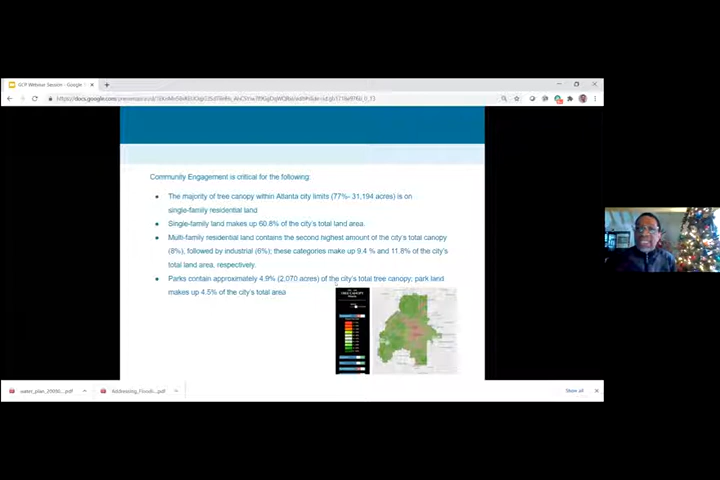 GCP Webinar Session - Google
Community Engagement is critical for the following:
The majority of tree canopy within Atlanta city limits (77%- 31,194 acres) is on
single-family residential land
Single-family land makes up 60.8% of the city's total land area.
Multi-family residential land contains the second highest amount of the city's total canopy
(8%), followed by industrial (6%); these categories make up 9.4 % and 11.8% of the city's
total land area, respectively.
Parks contain approximately 4.9% (2,070 acres) of the city's total tree canopy; park land
makes up 4.5% of the city's total area
TREE CANOPY
Show all